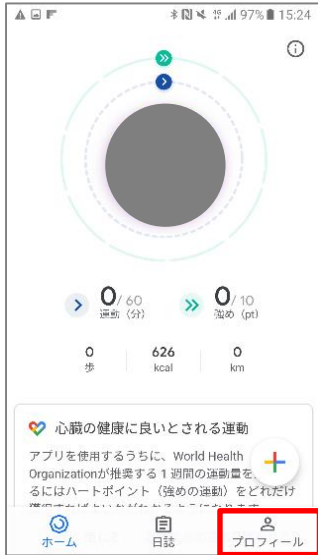 4G 97% 15:24
0/ 60
運動（分）
0/ 10
強め（pt）
0
歩
626
kcal
0
km
心臓の健康に良いとされる運動
アプリを使用するうちに、World Health
Organizationが推奨する 1 週間の運動量を
るにはハートポイント（強めの運動）をどれだけ
ホーム
日誌
プロフィール